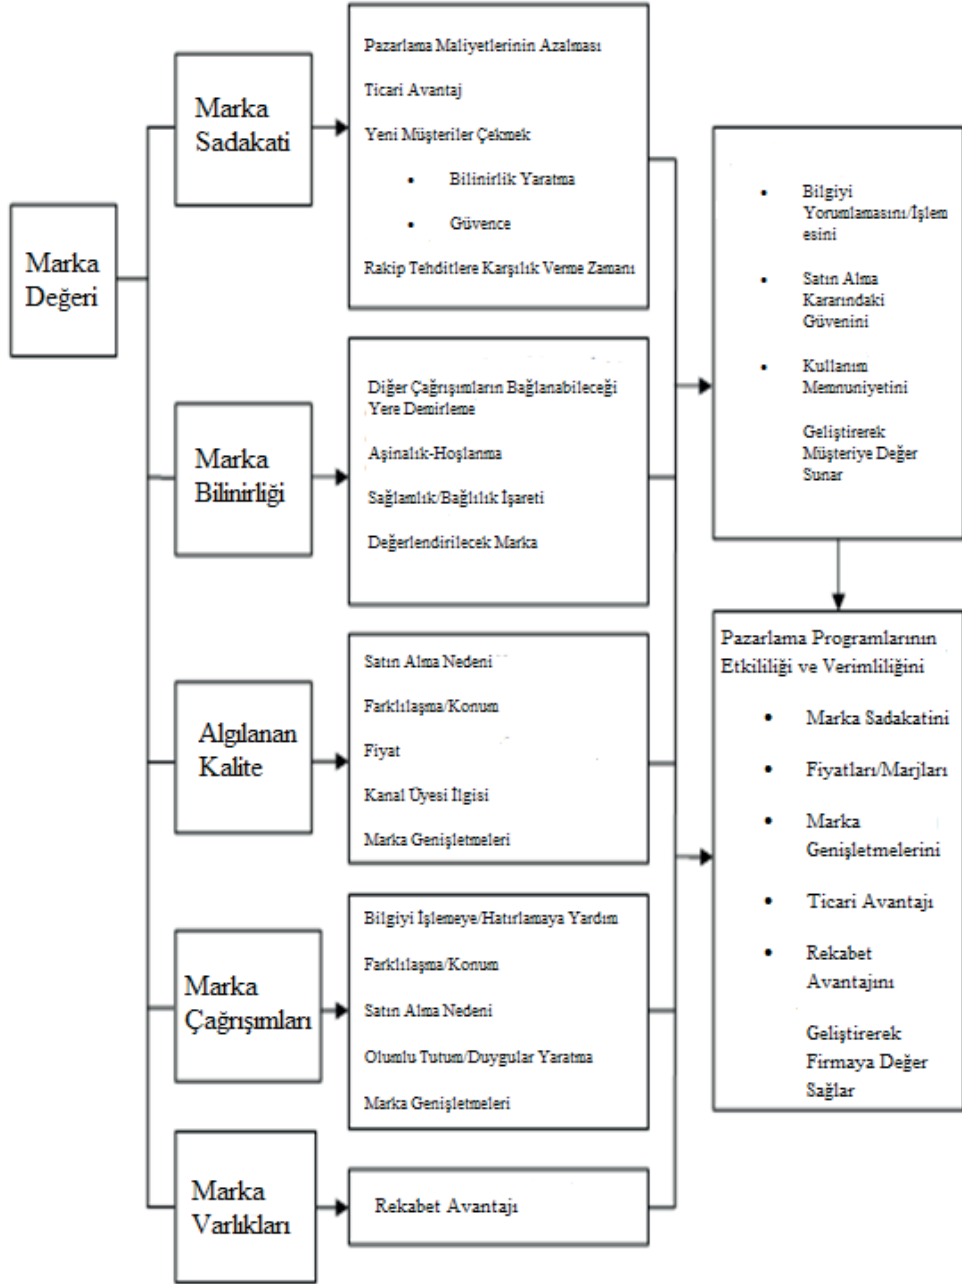 Marka
Değeri
Marka
Sadakati
Pazarlama Maliyetlerinin Azalması
Ticari Avantaj
Yeni Müşteriler Çekmek
• Bilinirlik Yaratma
• Güvence
Rakip Tehditlere Karşılık Verme Zamanı
Marka
Bilinirliği
Diğer Çağrışımların Bağlanabileceği
Yere Demirleme
Aşinalık-Hoşlanma
Sağlamlık/Bağlılık İşareti
Değerlendirilecek Marka
Algılanan
Kalite
Satın Alma Nedeni
Farklılaşma/Konum
Fiyat
Kanal Üyesi İlgisi
Marka Genişletmeleri
Marka
Çağrışımları
Bilgiyi İşlemeye/Hatırlamaya Yardım
Farklılaşma/Konum
Satın Alma Nedeni
Olumlu Tutum/Duygular Yaratma
Marka Genişletmeleri
Marka
Varlıkları
Rekabet Avantajı
• Bilgiyi
Yorumlamasını/İşlem
esini
• Satın Alma
Kararındaki
Güvenini
• Kullanım
Memnuniyetini
Geliştirerek
Müşteriye Değer
Sunar
Pazarlama Programlarının
Etkililiği ve Verimliliğini
• Marka Sadakatini
• Fiyatları/Marjları
• Marka
Genişletmelerini
• Ticari Avantajı
• Rekabet
Avantajını
Geliştirerek
Firmaya Değer
Sağlar